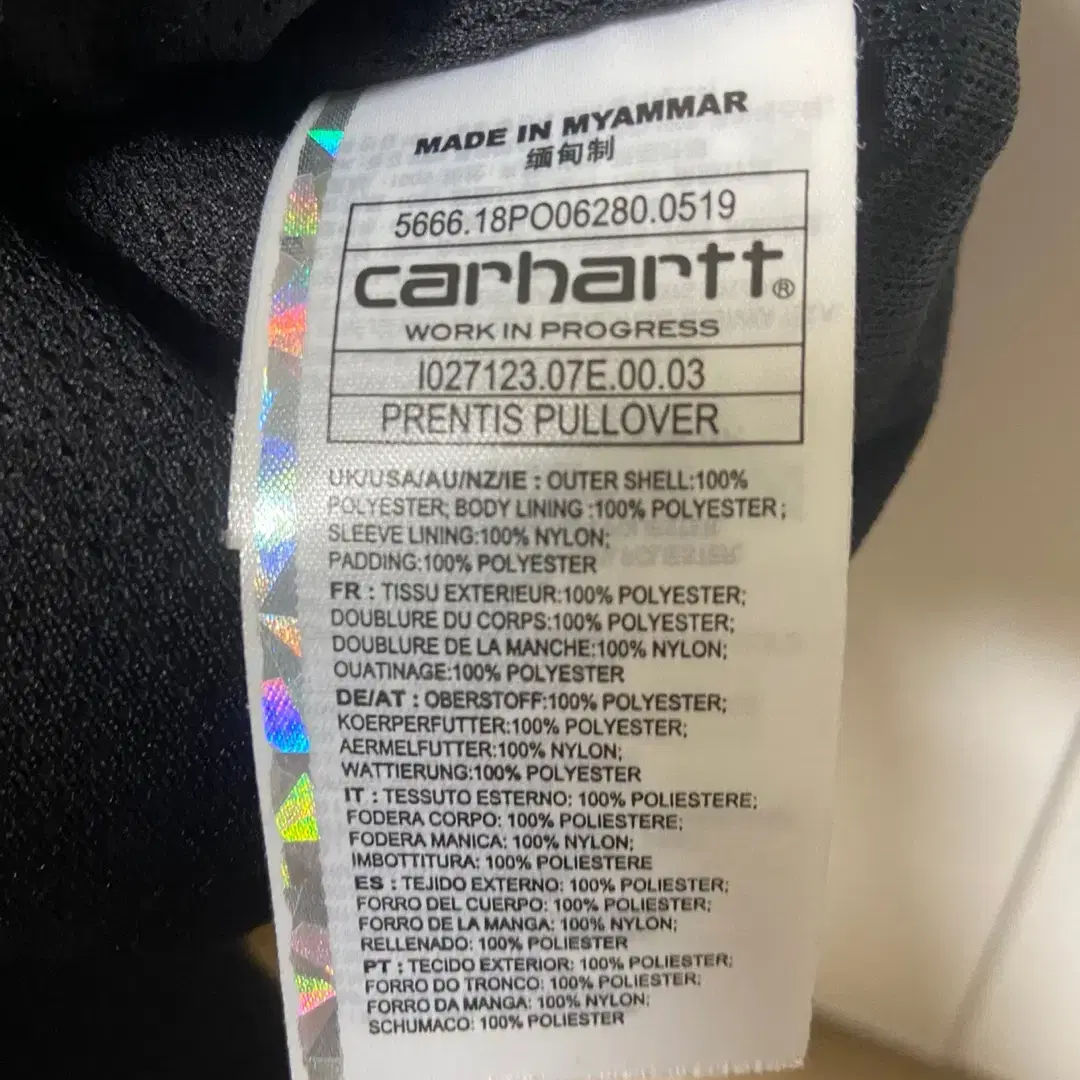 MADE IN MYAMMAR
缅甸制
5666.18PO06280.0519
carhartt®
WORK IN PROGRESS
I027123.07E.00.03
PRENTIS PULLOVER
UK/USA/AU/NZ/IE : OUTER SHELL:100%
POLYESTER; BODY LINING :100% POLYESTER;
SLEEVE LINING:100% NYLON;
PADDING:100% POLYESTER
FR : TISSU EXTERIEUR:100% POLYESTER;
DOUBLURE DU CORPS:100% POLYESTER;
DOUBLURE DE LA MANCHE:100% NYLON;
OUATINAGE:100% POLYESTER
DE/AT : OBERSTOFF:100% POLYESTER;
KOERPERFUTTER:100% POLYESTER;
AERMELFUTTER:100% NYLON;
WATTIERUNG:100% POLYESTER
IT : TESSUTO ESTERNO: 100% POLIESTERE;
FODERA CORPO: 100% POLIESTERE;
FODERA MANICA: 100% NYLON;
IMBOTTITURA: 100% POLIESTERE
ES : TEJIDO EXTERNO: 100% POLIESTER;
FORRO DEL CUERPO: 100% POLIESTER;
FORRO DE LA MANGA: 100% NYLON;
RELLENADO: 100% POLIESTER
PT : TECIDO EXTERIOR: 100% POLIESTER;
FORRO DO TRONCO: 100% POLIESTER;
FORRO DA MANGA: 100% NYLON;
SCHUMACO: 100% POLIESTER